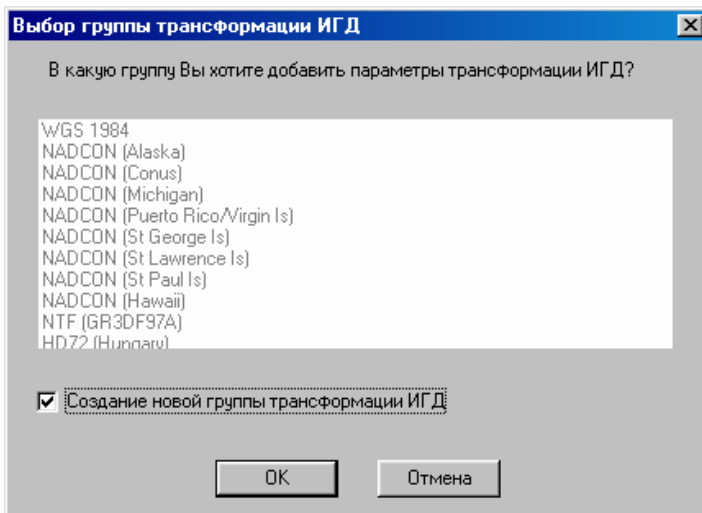 Выбор группы трансформации ИГД
В какую группу Вы хотите добавить параметры трансформации ИГД?
WGS 1984
NADCON (Alaska)
NADCON (Conus)
NADCON (Michigan)
NADCON (Puerto Rico/Virgin Is)
NADCON (St George Is)
NADCON (St Lawrence Is)
NADCON (St Paul Is)
NADCON (Hawaii)
NTF (GR3DF97A)
HD72 (Hungary)
Создание новой группы трансформации ИГД
OK
Отмена